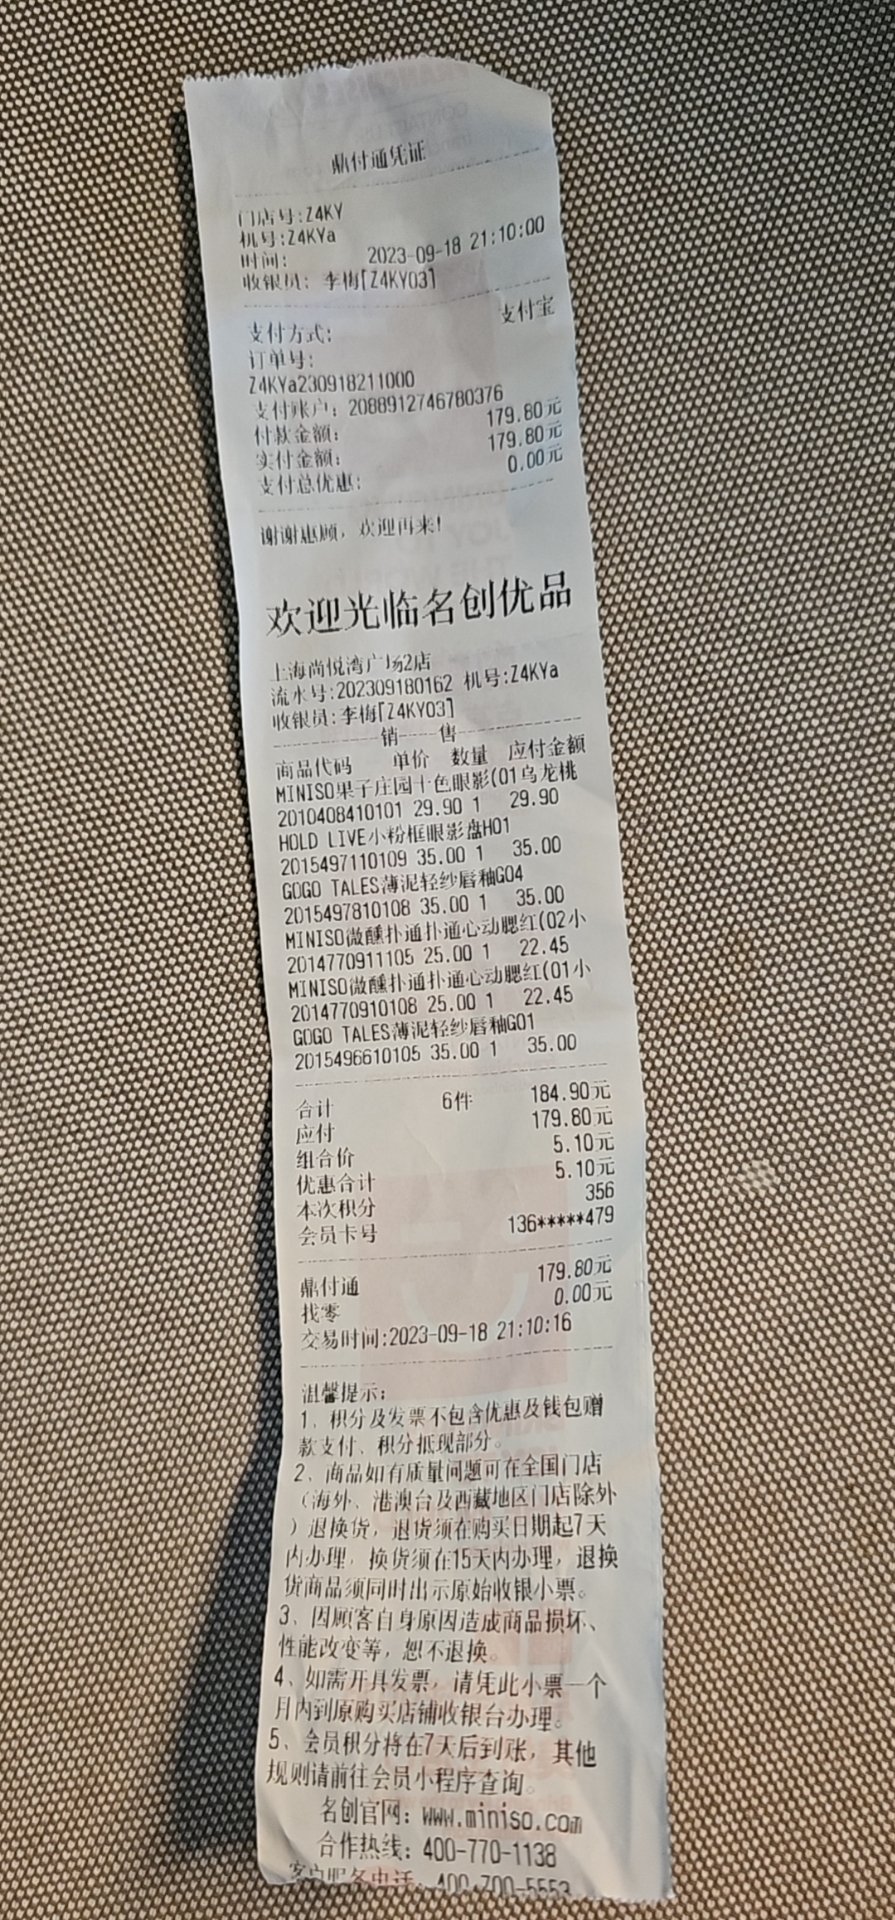 鼎付通凭证
门店号:Z4KY
机号:Z4KYa
时间: 2023-09-18 21:10:00
收银员: 李梅[Z4KY03]
支付方式: 支付宝
订单号:
Z4KYa230918211000
支付账户: 2088912746780376
付款金额: 179.80元
实付金额: 179.80元
支付总优惠: 0.00元
谢谢惠顾，欢迎再来!
欢迎光临名创优品
上海尚悦湾广场2店
流水号:202309180162 机号:Z4KYa
收银员:李梅[Z4KY03]
销 售
商品代码 单价 数量 应付金额
MINISO果子庄园十色眼影(01乌龙桃
2010408410101 29.90 1 29.90
HOLD LIVE小粉框眼影盘H01
2015497110109 35.00 1 35.00
GOGO TALES薄泥轻纱唇釉G04
2015497810108 35.00 1 35.00
MINISO微醺扑通扑通心动腮红(02小
2014770911105 25.00 1 22.45
MINISO微醺扑通扑通心动腮红(01小
2014770910108 25.00 1 22.45
GOGO TALES薄泥轻纱唇釉G01
2015496610105 35.00 1 35.00
合计 6件 184.90元
应付 179.80元
组合价 5.10元
优惠合计 5.10元
本次积分 356
会员卡号 136*****479
鼎付通 179.80元
找零 0.00元
交易时间:2023-09-18 21:10:16
温馨提示:
1、积分及发票不包含优惠及钱包赠
款支付、积分抵现部分。
2、商品如有质量问题可在全国门店
（海外、港澳台及西藏地区门店除外
）退换货，退货须在购买日期起7天
内办理，换货须在15天内办理，退换
货商品须同时出示原始收银小票。
3、因顾客自身原因造成商品损坏、
性能改变等，恕不退换。
4、如需开具发票，请凭此小票一个
月内到原购买店铺收银台办理。
5、会员积分将在7天后到账，其他
规则请前往会员小程序查询。
名创官网: www.miniso.com
合作热线: 400-770-1138
客户服务电话: 400-700-5553